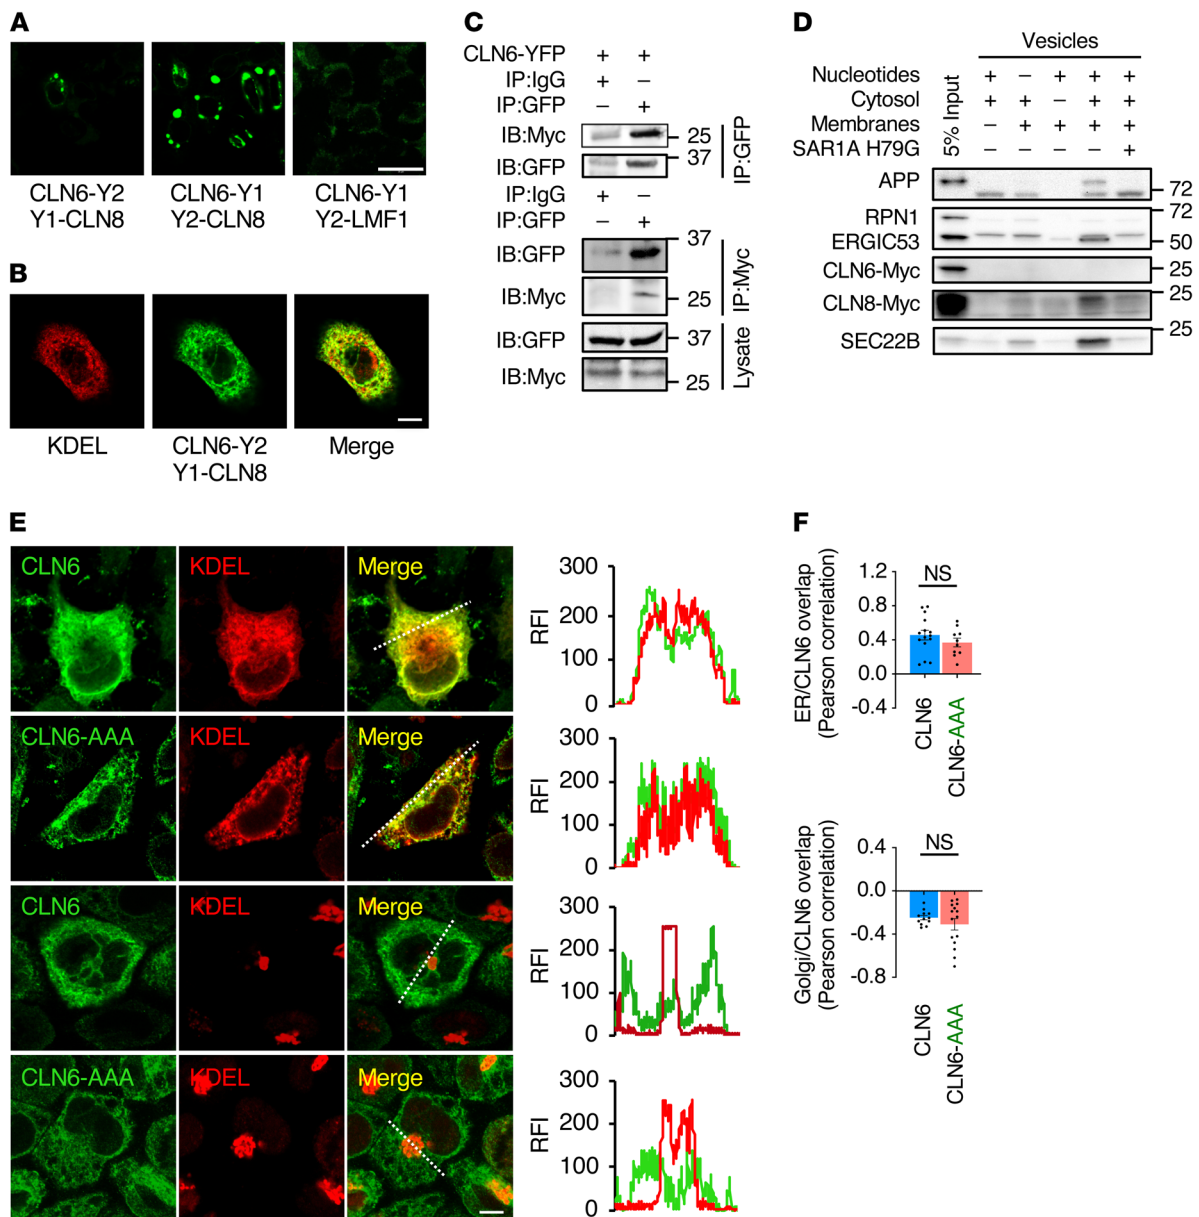 A
CLN6-Y2
Y1-CLN8
CLN6-Y1
Y2-CLN8
CLN6-Y1
Y2-LMF1
B
KDEL
CLN6-Y2
Y1-CLN8
Merge
C
CLN6-YFP + +
IP:IgG + −
IP:GFP − +
IB:Myc 25
IB:GFP 37
IP:GFP
IP:IgG + −
IP:GFP − +
IB:GFP 37
IB:Myc 25
IP:Myc
IB:GFP 37
IB:Myc 25
Lysate
D
Vesicles
5% Input
Nucleotides + − + + +
Cytosol + + − + +
Membranes − + + + +
SAR1A H79G − − − − +
APP 72
RPN1 72
ERGIC53 50
CLN6-Myc 25
CLN8-Myc 25
SEC22B 25
E
CLN6 KDEL Merge
RFI
300
200
100
0
CLN6-AAA KDEL Merge
RFI
300
200
100
0
CLN6 KDEL Merge
RFI
300
200
100
0
CLN6-AAA KDEL Merge
RFI
300
200
100
0
F
ER/CLN6 overlap
(Pearson correlation)
1.2
0.8
0.4
0.0
-0.4
NS
CLN6
CLN6-AAA
Golgi/CLN6 overlap
(Pearson correlation)
0.4
0.0
-0.4
-0.8
NS
CLN6
CLN6-AAA